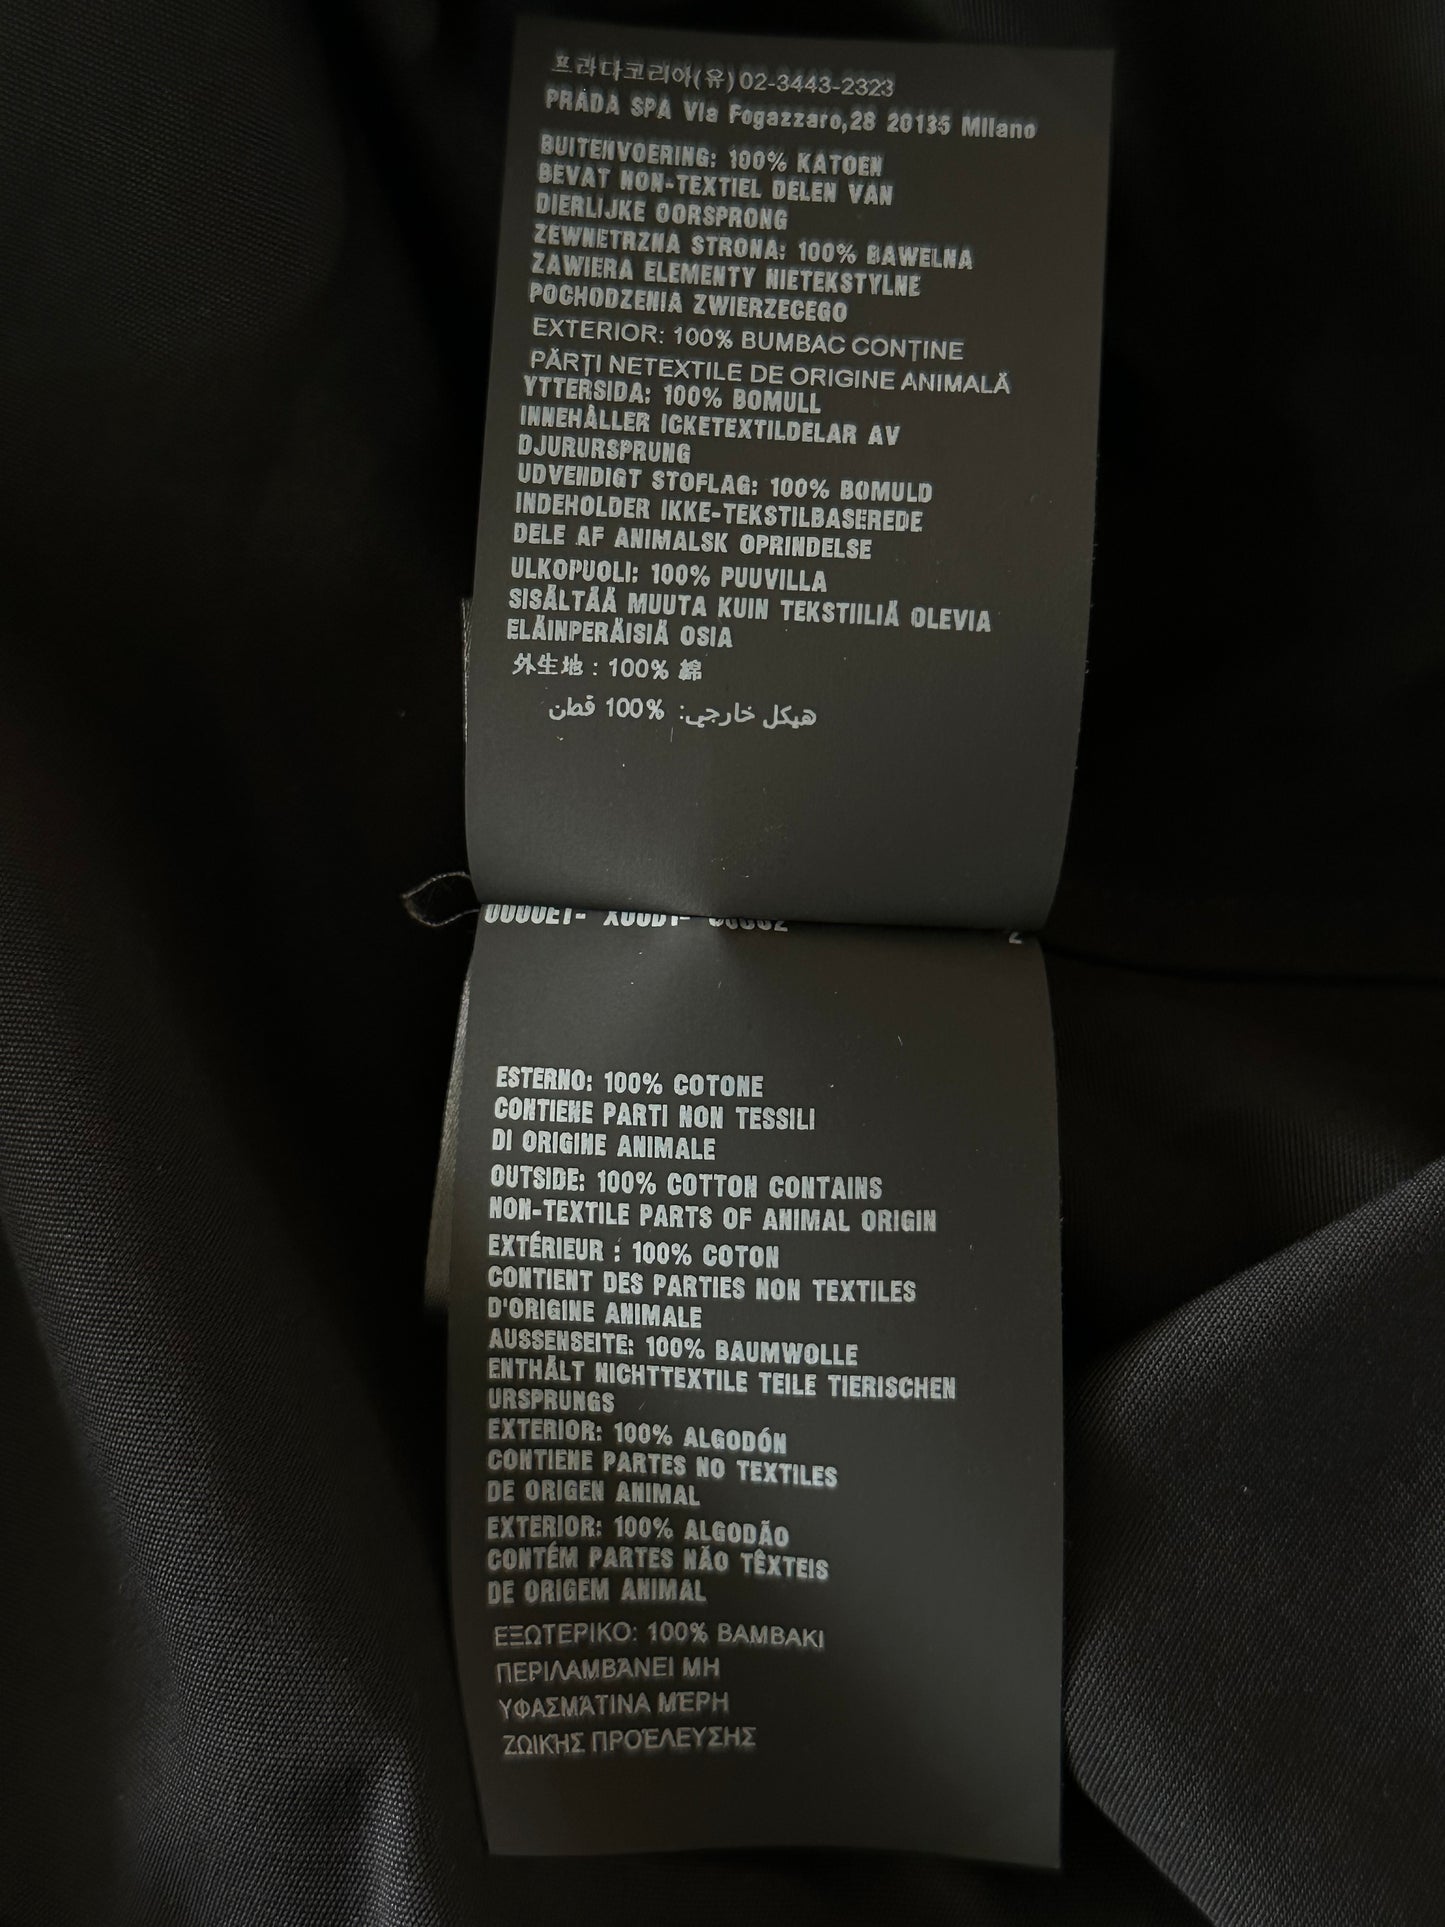 프라다코리아(유)02-3443-2323
PRADA SPA Via Fogazzaro,28 20135 Milano
BUITENVOERING: 100% KATOEN
BEVAT NON-TEXTIEL DELEN VAN
DIERLIJKE OORSPRONG
ZEWNETRZNA STRONA: 100% BAWELNA
ZAWIERA ELEMENTY NIETEKSTYLNE
POCHODZENIA ZWIERZECEGO
EXTERIOR: 100% BUMBAC CONȚINE
PĂRȚI NETEXTILE DE ORIGINE ANIMALĂ
YTTERSIDA: 100% BOMULL
INNEHÅLLER ICKETEXTILDELAR AV
DJURURSPRUNG
UDVENDIGT STOFLAG: 100% BOMULD
INDEHOLDER IKKE-TEKSTILBASEREDE
DELE AF ANIMALSK OPRINDELSE
ULKOPUOLI: 100% PUUVILLA
SISÄLTÄÄ MUUTA KUIN TEKSTIILIÄ OLEVIA
ELÄINPERÄISIÄ OSIA
外生地 : 100% 綿
هيكل خارجي: 100% قطن
2
ESTERNO: 100% COTONE
CONTIENE PARTI NON TESSILI
DI ORIGINE ANIMALE
OUTSIDE: 100% COTTON CONTAINS
NON-TEXTILE PARTS OF ANIMAL ORIGIN
EXTÉRIEUR : 100% COTON
CONTIENT DES PARTIES NON TEXTILES
D'ORIGINE ANIMALE
AUSSENSEITE: 100% BAUMWOLLE
ENTHÄLT NICHTTEXTILE TEILE TIERISCHEN
URSPRUNGS
EXTERIOR: 100% ALGODÓN
CONTIENE PARTES NO TEXTILES
DE ORIGEN ANIMAL
EXTERIOR: 100% ALGODÃO
CONTÉM PARTES NÃO TÊXTEIS
DE ORIGEM ANIMAL
ΕΞΩΤΕΡΙΚΟ: 100% ΒΑΜΒΑΚΙ
ΠΕΡΙΛΑΜΒΆΝΕΙ ΜΗ
ΥΦΑΣΜΆΤΙΝΑ ΜΈΡΗ
ΖΩΙΚΉΣ ΠΡΟΈΛΕΥΣΗΣ